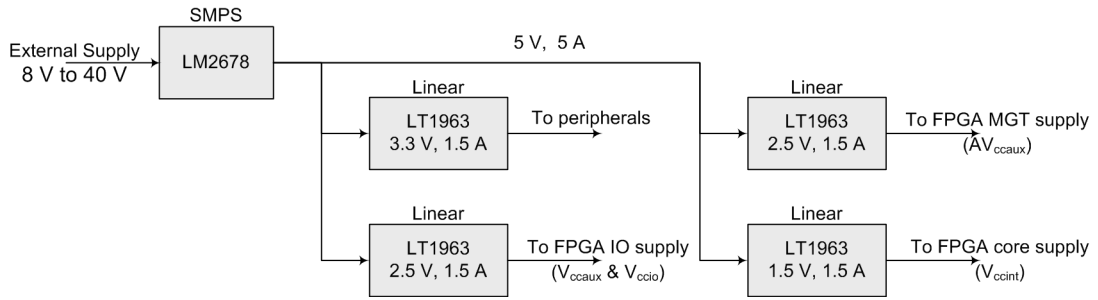 SMPS
External Supply
8 V to 40 V
LM2678
5 V, 5 A
Linear
LT1963
3.3 V, 1.5 A
To peripherals
Linear
LT1963
2.5 V, 1.5 A
To FPGA MGT supply
(AVccaux)
Linear
LT1963
2.5 V, 1.5 A
To FPGA IO supply
(Vccaux & Vccio)
Linear
LT1963
1.5 V, 1.5 A
To FPGA core supply
(Vccint)